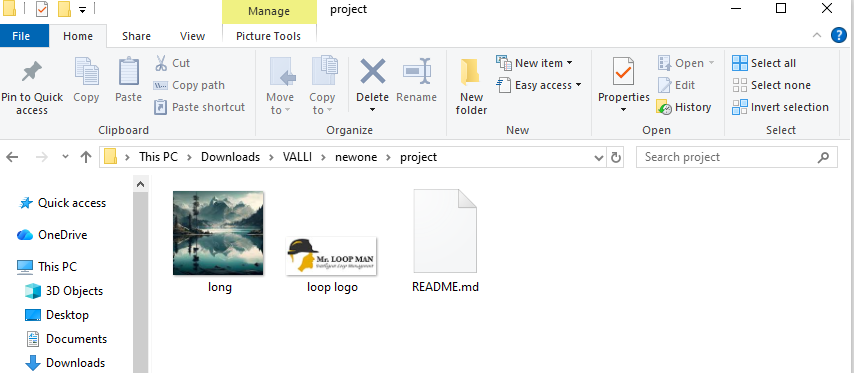 Manage
project
File
Home
Share
View
Picture Tools
Pin to Quick access
Copy
Paste
Cut
Copy path
Paste shortcut
Move to
Copy to
Delete
Rename
New folder
New item
Easy access
Properties
Open
Edit
History
Select all
Select none
Invert selection
Clipboard
Organize
New
Open
Select
This PC > Downloads > VALLI > newone > project
Search project
Quick access
OneDrive
This PC
3D Objects
Desktop
Documents
Downloads
Mr. LOOP MAN
Intelligent Loop Management
long
loop logo
README.md